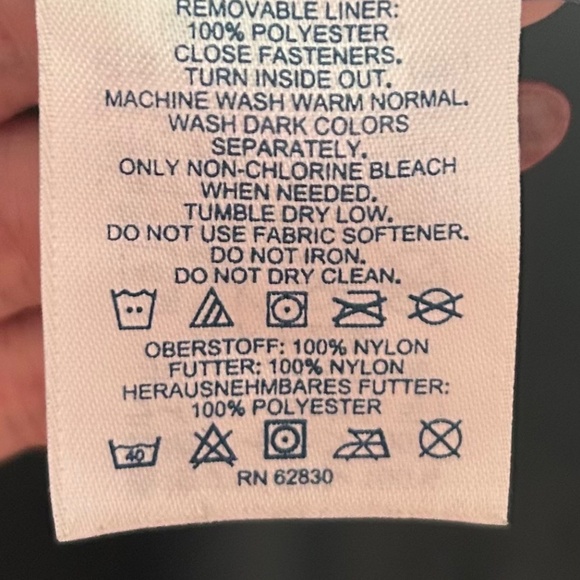 REMOVABLE LINER:
100% POLYESTER
CLOSE FASTENERS.
TURN INSIDE OUT.
MACHINE WASH WARM NORMAL.
WASH DARK COLORS
SEPARATELY.
ONLY NON-CHLORINE BLEACH
WHEN NEEDED.
TUMBLE DRY LOW.
DO NOT USE FABRIC SOFTENER.
DO NOT IRON.
DO NOT DRY CLEAN.
OBERSTOFF: 100% NYLON
FUTTER: 100% NYLON
HERAUSNEHMBARES FUTTER:
100% POLYESTER
40
RN 62830